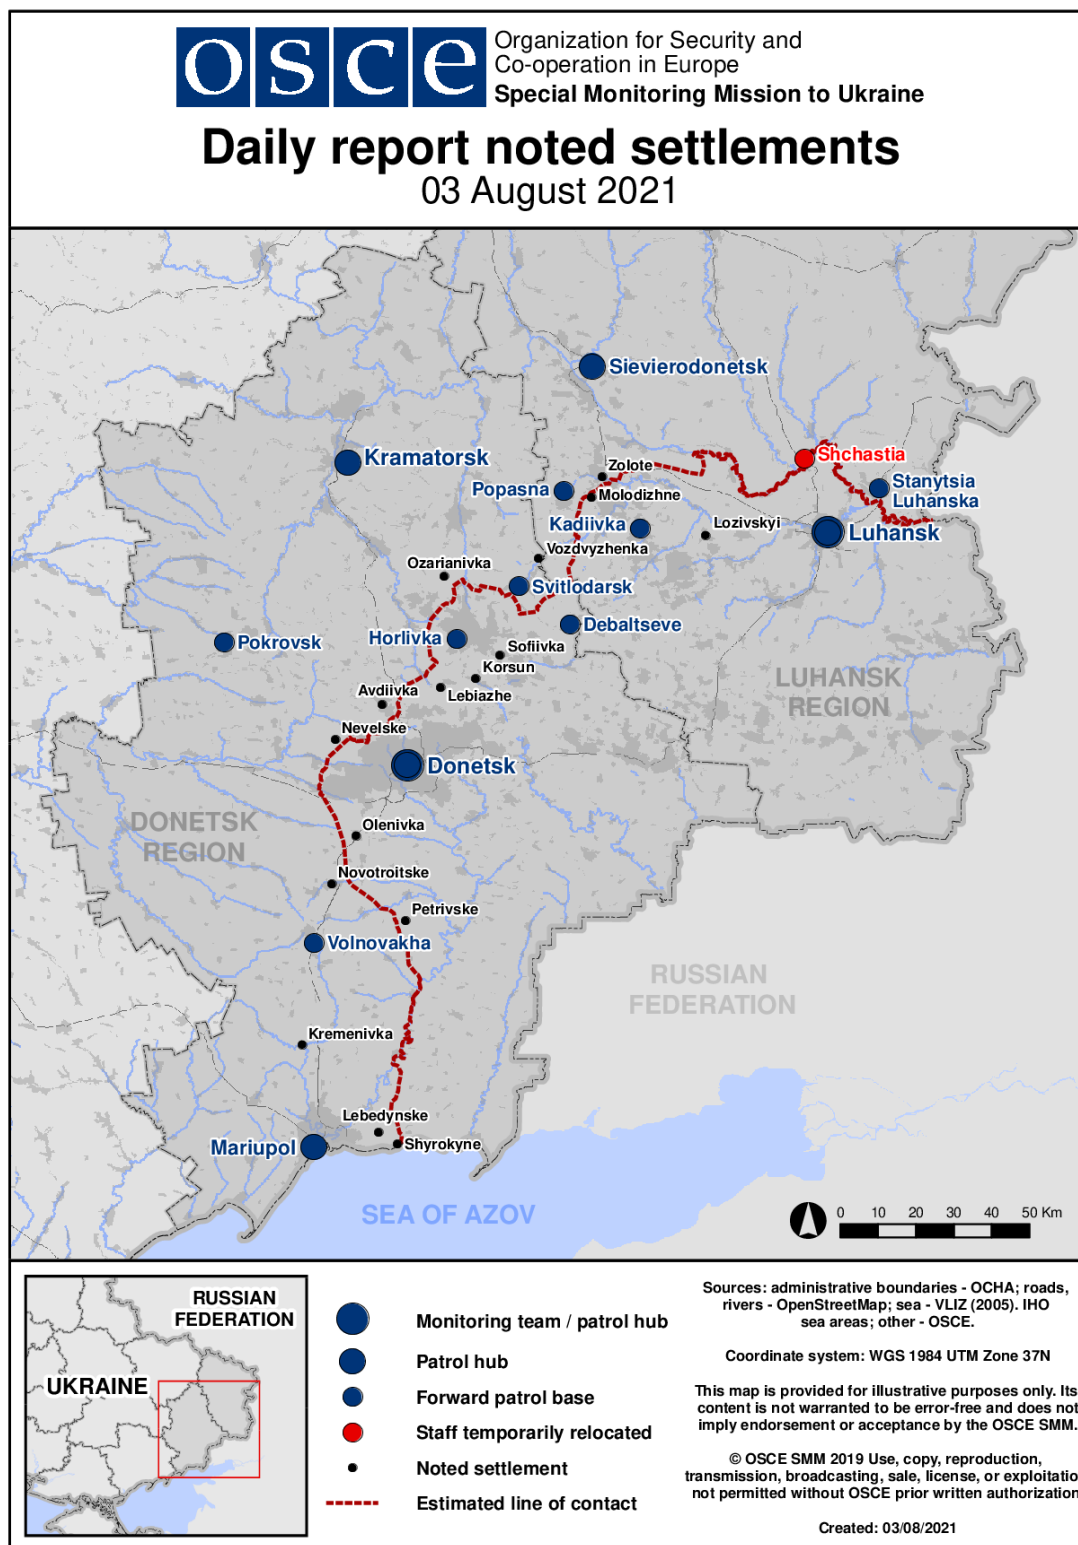 osce
Organization for Security and
Co-operation in Europe
Special Monitoring Mission to Ukraine
Daily report noted settlements
03 August 2021
Sievierodonetsk
Kramatorsk
Shchastia
Zolote
Popasna
Molodizhne
Stanytsia
Luhanska
Kadiivka
Lozivskyi
Luhansk
Vozdvyzhenka
Ozarianivka
Svitlodarsk
Debaltseve
Horlivka
Pokrovsk
Sofiivka
Korsun
LUHANSK
REGION
Avdiivka
Lebiazhe
Nevelske
Donetsk
DONETSK
REGION
Olenivka
Novotroitske
Petrivske
Volnovakha
RUSSIAN
FEDERATION
Kremenivka
Lebedynske
Shyrokyne
Mariupol
SEA OF AZOV
0 10 20 30 40 50 Km
RUSSIAN
FEDERATION
UKRAINE
Monitoring team / patrol hub
Patrol hub
Forward patrol base
Staff temporarily relocated
Noted settlement
Estimated line of contact
Sources: administrative boundaries - OCHA; roads,
rivers - OpenStreetMap; sea - VLIZ (2005). IHO
sea areas; other - OSCE.
Coordinate system: WGS 1984 UTM Zone 37N
This map is provided for illustrative purposes only. Its
content is not warranted to be error-free and does not
imply endorsement or acceptance by the OSCE SMM.
© OSCE SMM 2019 Use, copy, reproduction,
transmission, broadcasting, sale, license, or exploitatio
not permitted without OSCE prior written authorization
Created: 03/08/2021